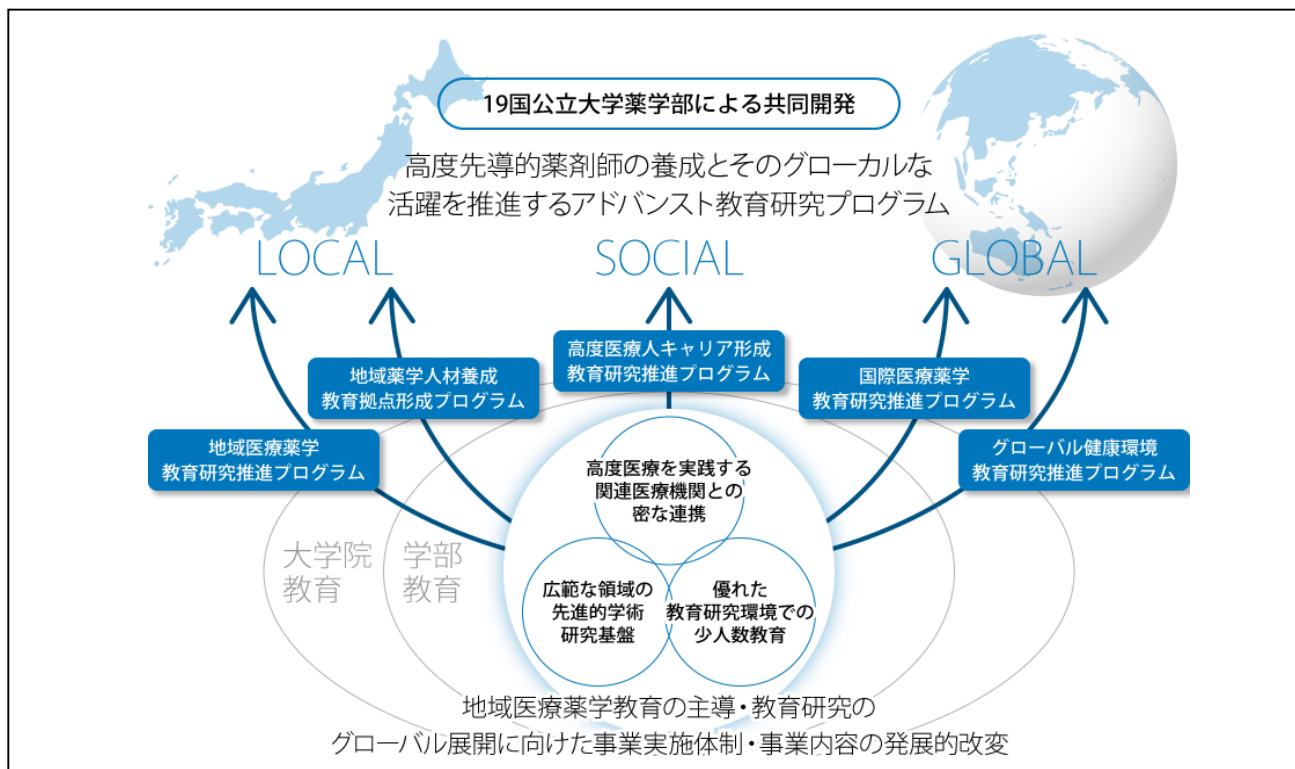 19国公立大学薬学部による共同開発
高度先導的薬剤師の養成とそのグローカルな
活躍を推進するアドバンスト教育研究プログラム
LOCAL
SOCIAL
GLOBAL
高度医療人キャリア形成
教育研究推進プログラム
地域薬学人材養成
教育拠点形成プログラム
国際医療薬学
教育研究推進プログラム
地域医療薬学
教育研究推進プログラム
グローバル健康環境
教育研究推進プログラム
高度医療を実践する
関連医療機関との
密な連携
大学院
教育
学部
教育
広範な領域の
先進的学術
研究基盤
優れた
教育研究環境での
少人数教育
地域医療薬学教育の主導・教育研究の
グローバル展開に向けた事業実施体制・事業内容の発展的改変